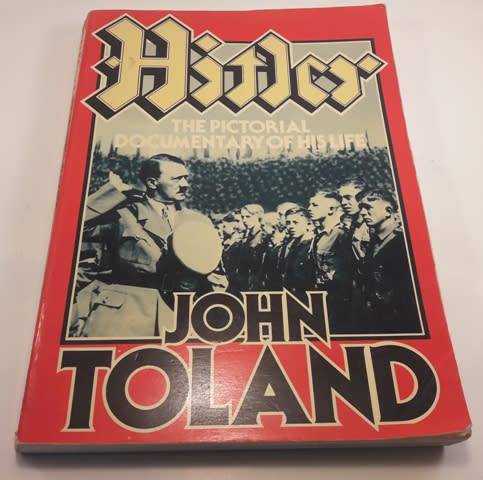 Hitler
THE PICTORIAL
DOCUMENTARY OF HIS LIFE
JOHN
TOLAND